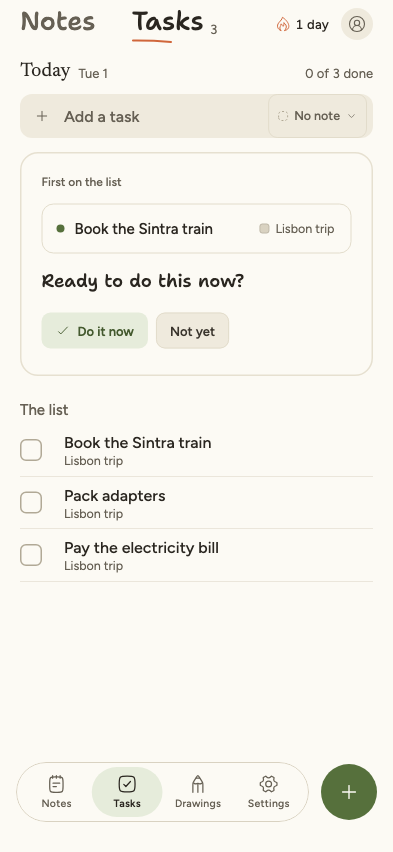 Notes Tasks 3 1 day
Today Tue 1 0 of 3 done
Add a task No note
First on the list
Book the Sintra train Lisbon trip
Ready to do this now?
Do it now Not yet
The list
Book the Sintra train
Lisbon trip
Pack adapters
Lisbon trip
Pay the electricity bill
Lisbon trip
Notes Tasks Drawings Settings